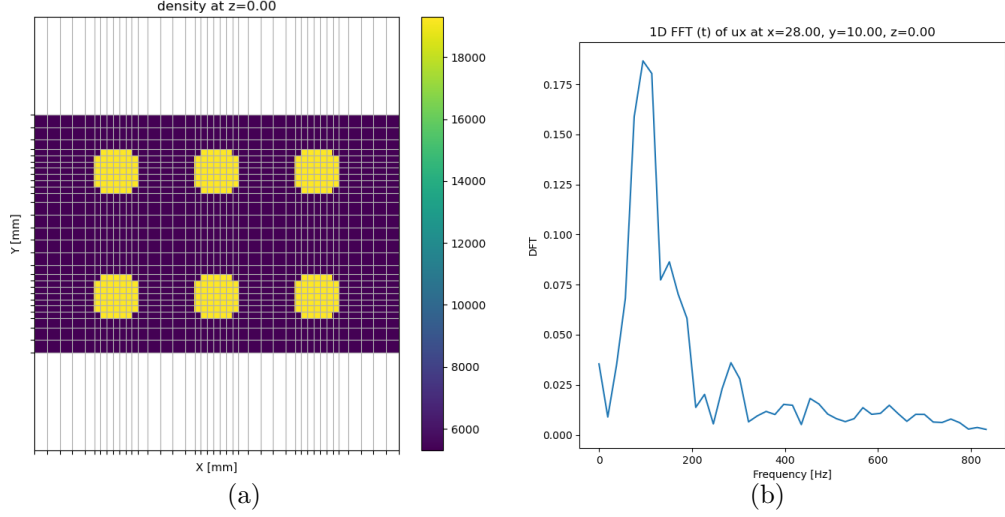 density at z=0.00
18000
16000
14000
12000
10000
8000
6000
Y [mm]
X [mm]
(a)
1D FFT (t) of ux at x=28.00, y=10.00, z=0.00
0.175
0.150
0.125
0.100
0.075
0.050
0.025
0.000
DFT
0
200
400
600
800
Frequency [Hz]
(b)